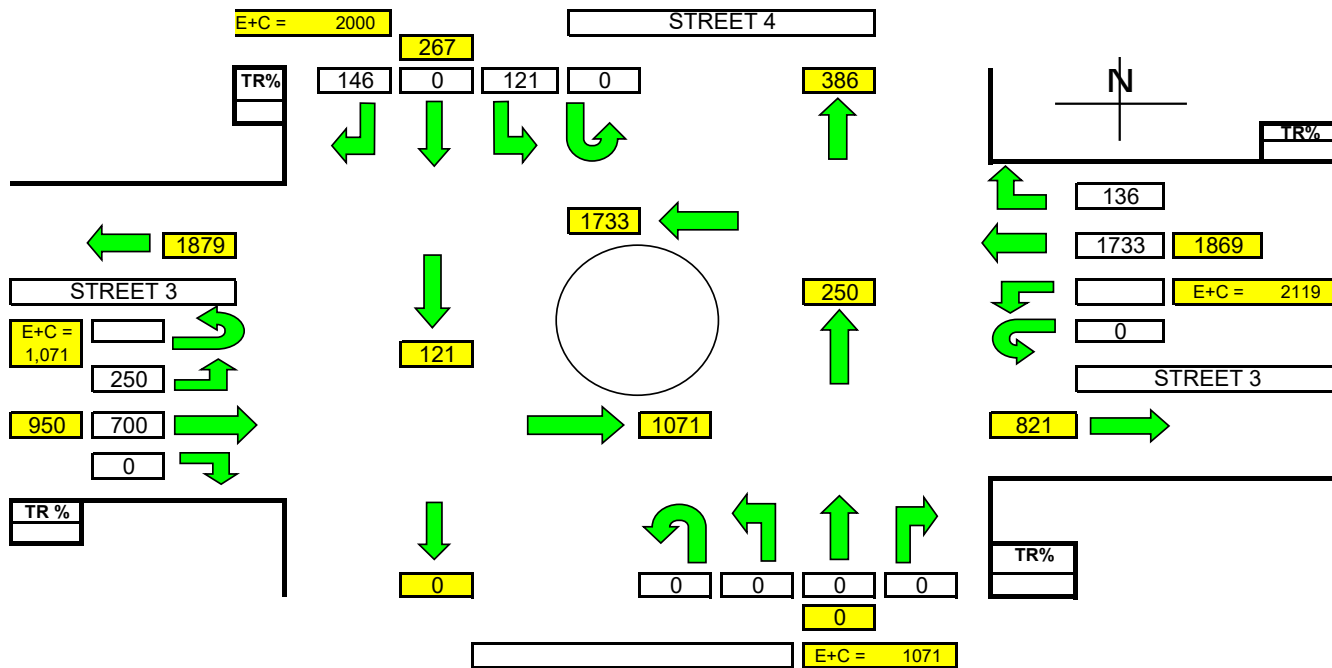 E+C = 2000
STREET 4
267
TR%
146 0 121 0
386
N
TR%
136
1733
1879
1733 1869
STREET 3
250
E+C = 2119
E+C =
1,071
0
121
250
STREET 3
950 700
1071
821
0
TR %
TR%
0
0 0 0 0
0
E+C = 1071